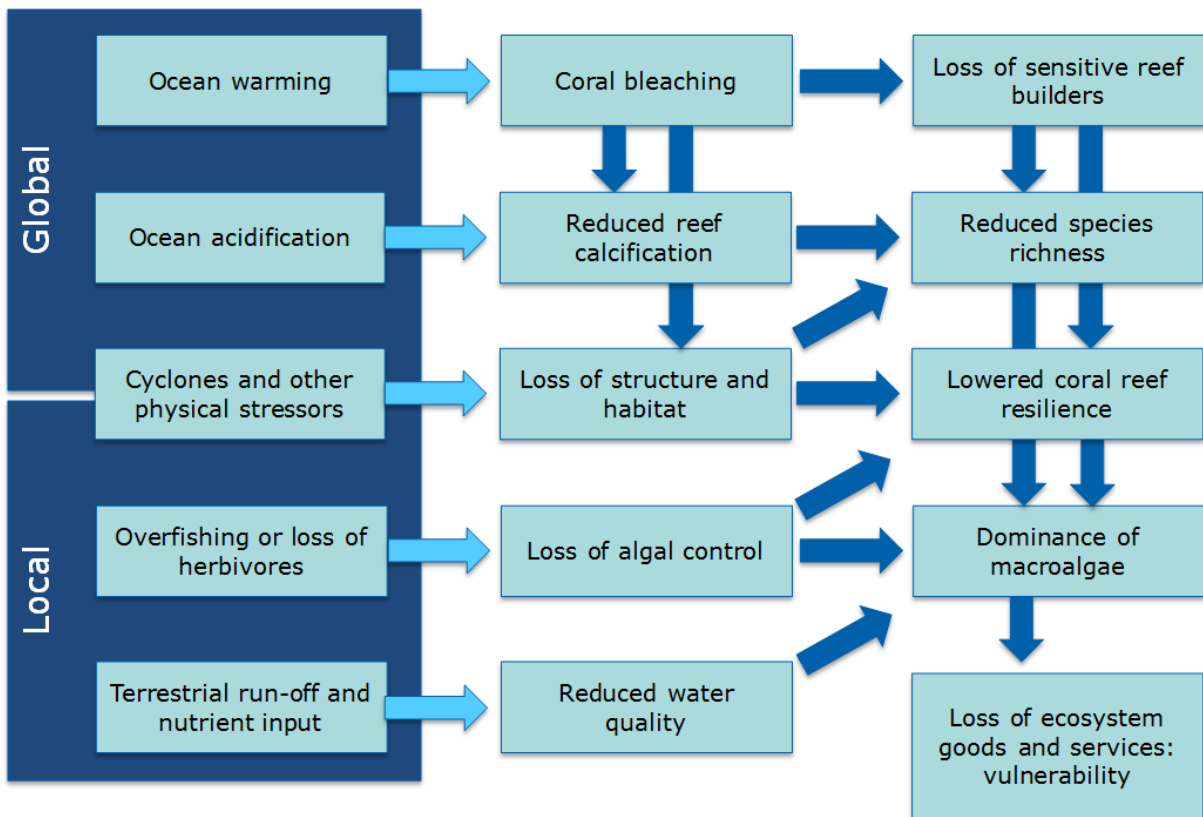 Global
Local
Ocean warming
Coral bleaching
Loss of sensitive reef
builders
Ocean acidification
Reduced reef
calcification
Reduced species
richness
Cyclones and other
physical stressors
Loss of structure and
habitat
Lowered coral reef
resilience
Overfishing or loss of
herbivores
Loss of algal control
Dominance of
macroalgae
Terrestrial run-off and
nutrient input
Reduced water
quality
Loss of ecosystem
goods and services:
vulnerability